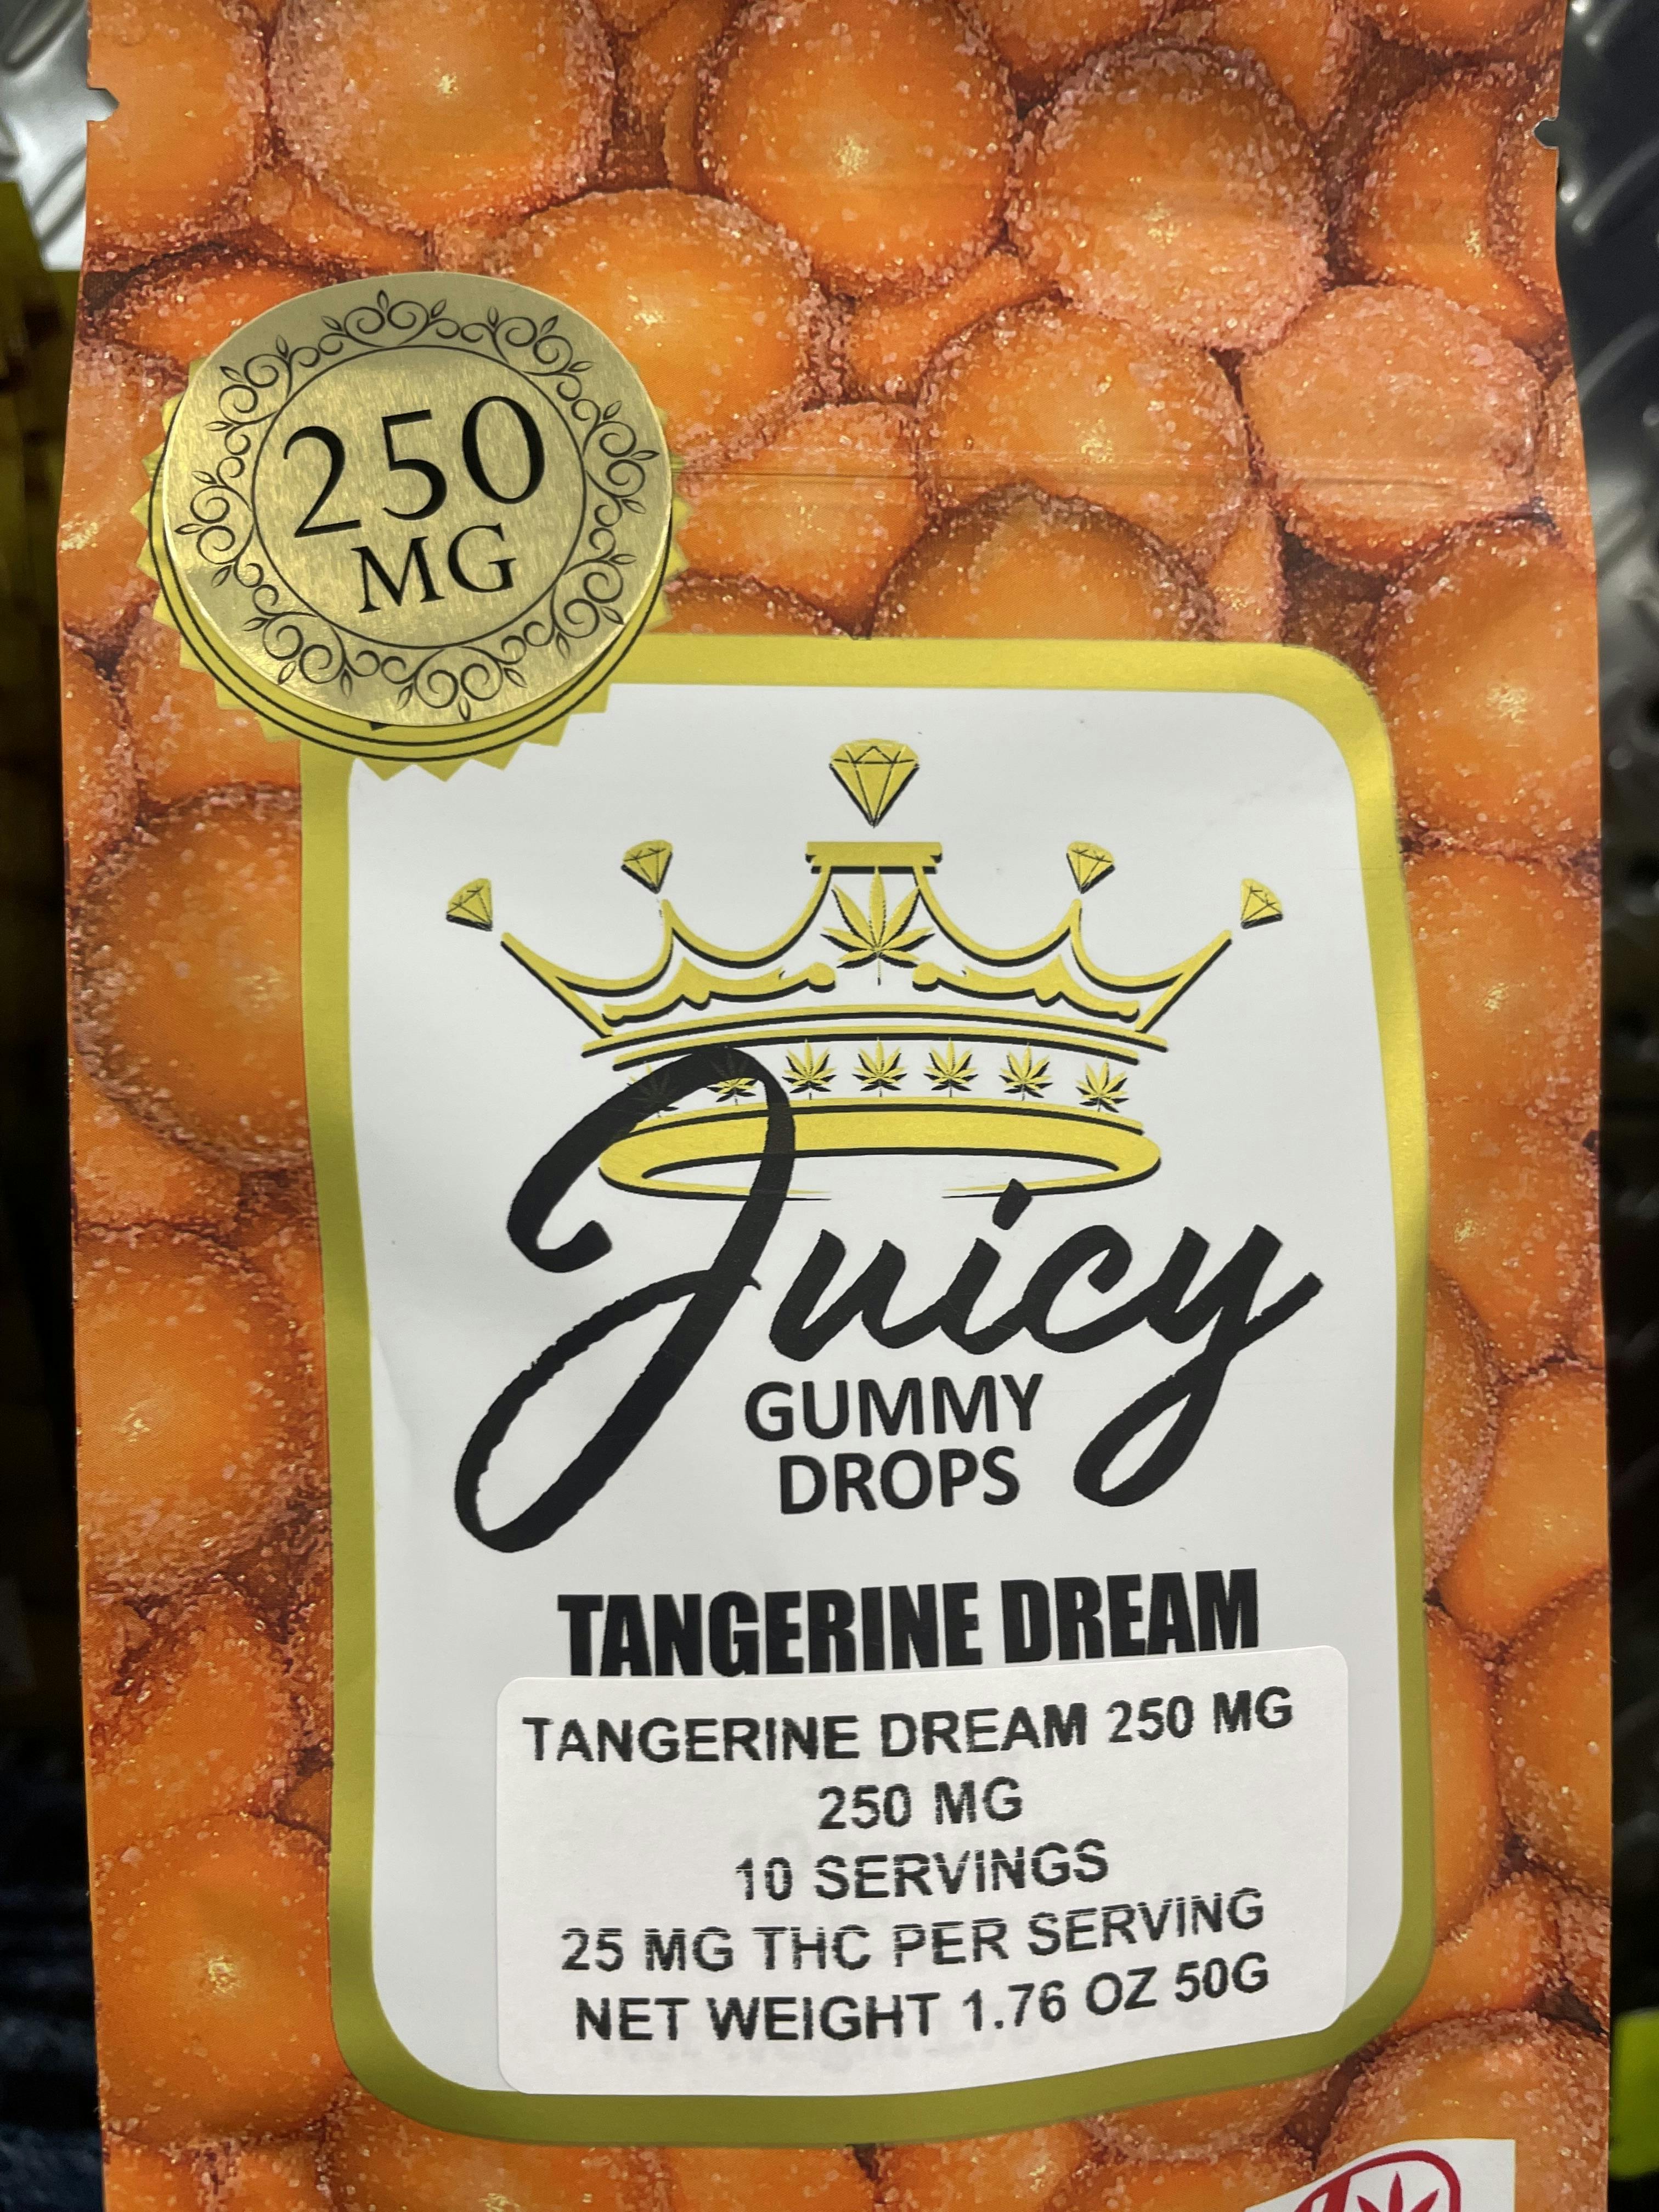 250
MG
Juicy
GUMMY
DROPS
TANGERINE DREAM
TANGERINE DREAM 250 MG
250 MG
10 SERVINGS
25 MG THC PER SERVING
NET WEIGHT 1.76 OZ 50G